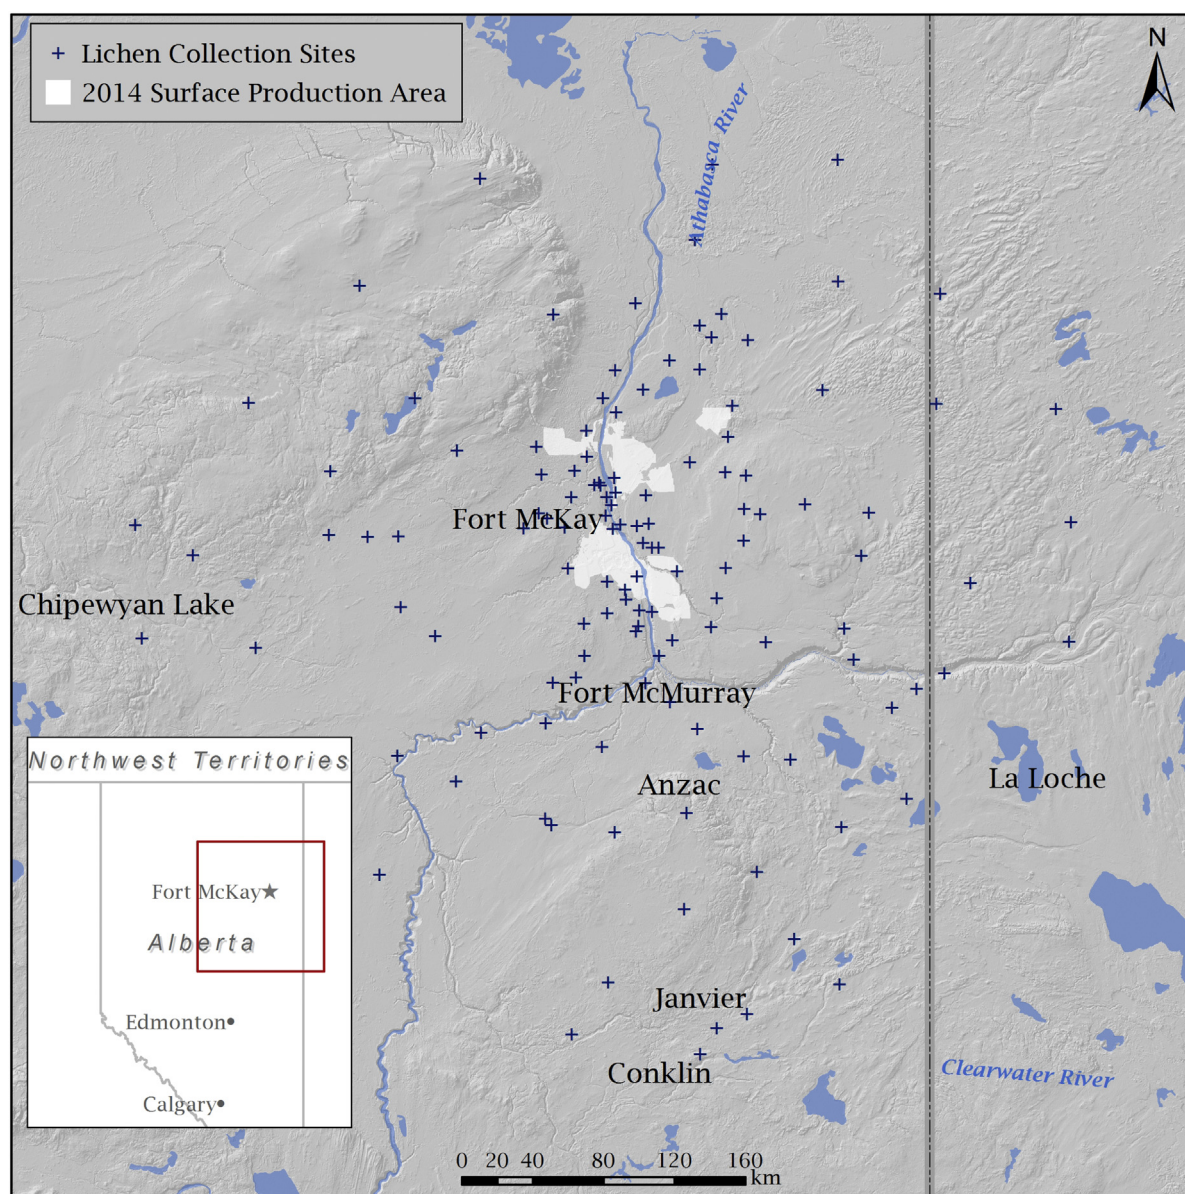 Lichen Collection Sites
2014 Surface Production Area
N
Athabasca River
Fort McKay
Chipewyan Lake
Fort McMurray
Anzac
La Loche
Janvier
Conklin
Clearwater River
Northwest Territories
Fort McKay
Alberta
Edmonton
Calgary
0 20 40 80 120 160
km